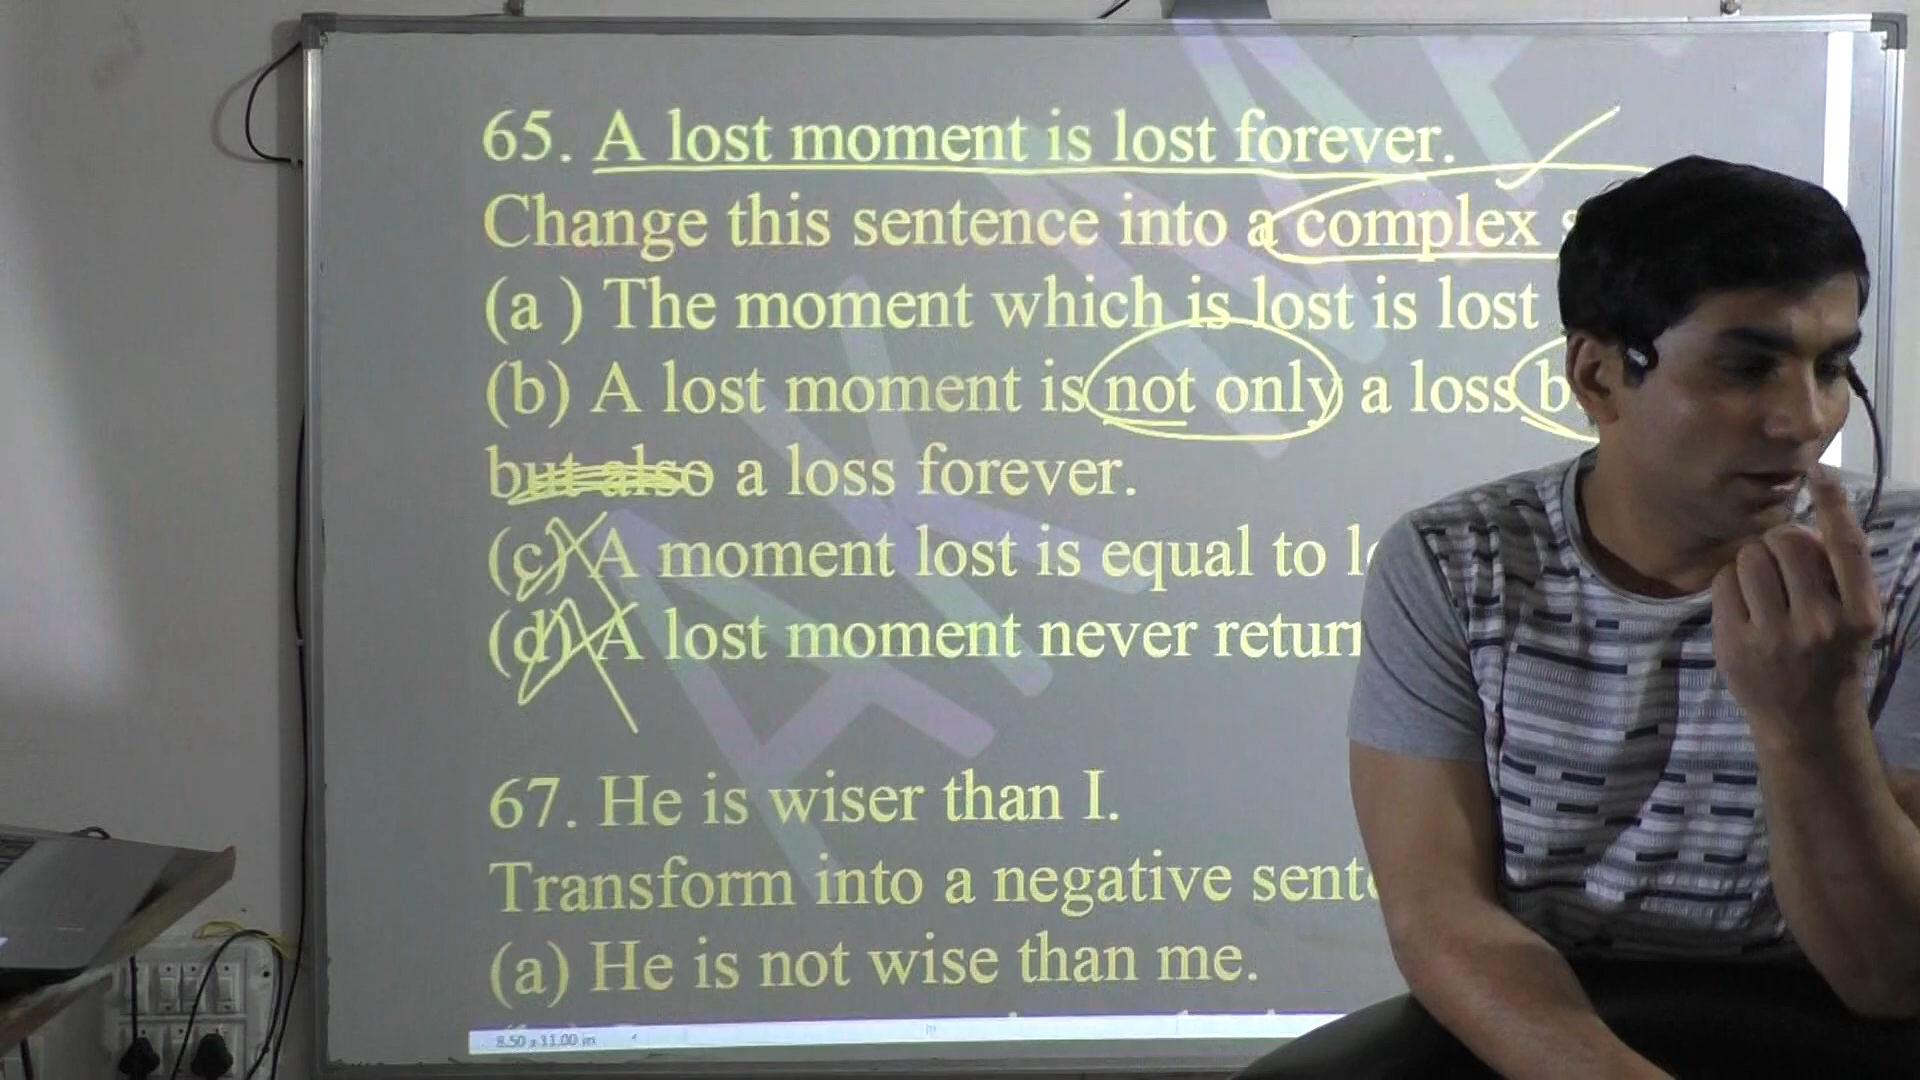 65. A lost moment is lost forever.
Change this sentence into a complex
(a ) The moment which is lost is lost
(b) A lost moment is not only a loss
but also a loss forever.
(c) A moment lost is equal to
(d) A lost moment never
67. He is wiser than I.
Transform into a negative
(a) He is not wise than me.
8.50 x 11.00 in